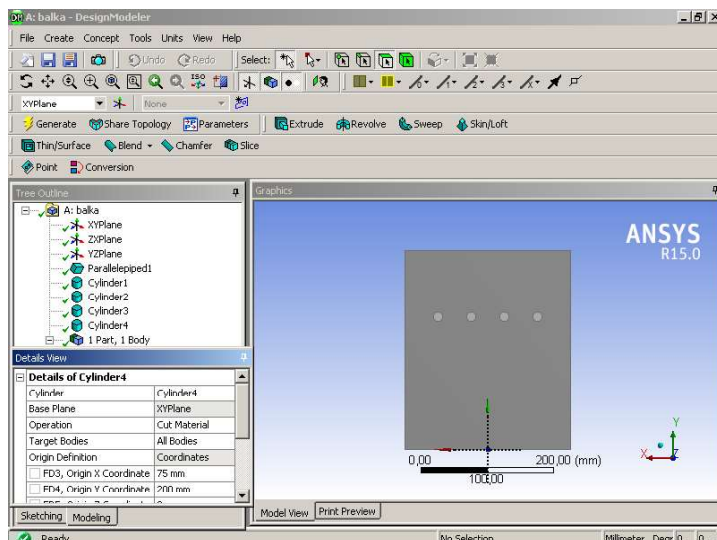 A: balka - DesignModeler
File Create Concept Tools Units View Help
Undo Redo Select:
ISO
XYPlane None
Generate Share Topology Parameters Extrude Revolve Sweep Skin/Loft
Thin/Surface Blend Chamfer Slice
Point Conversion
Tree Outline
A: balka
XYPlane
ZXPlane
YZPlane
Parallelepiped1
Cylinder1
Cylinder2
Cylinder3
Cylinder4
1 Part, 1 Body
Details View
Details of Cylinder4
Cylinder Cylinder4
Base Plane XYPlane
Operation Cut Material
Target Bodies All Bodies
Origin Definition Coordinates
FD3, Origin X Coordinate 75 mm
FD4, Origin Y Coordinate 200 mm
Sketching Modeling
Graphics
ANSYS
R15.0
0,00 200,00 (mm)
100,00
Y
X Z
Model View Print Preview
Ready No Selection Millimeter Degr 0 0